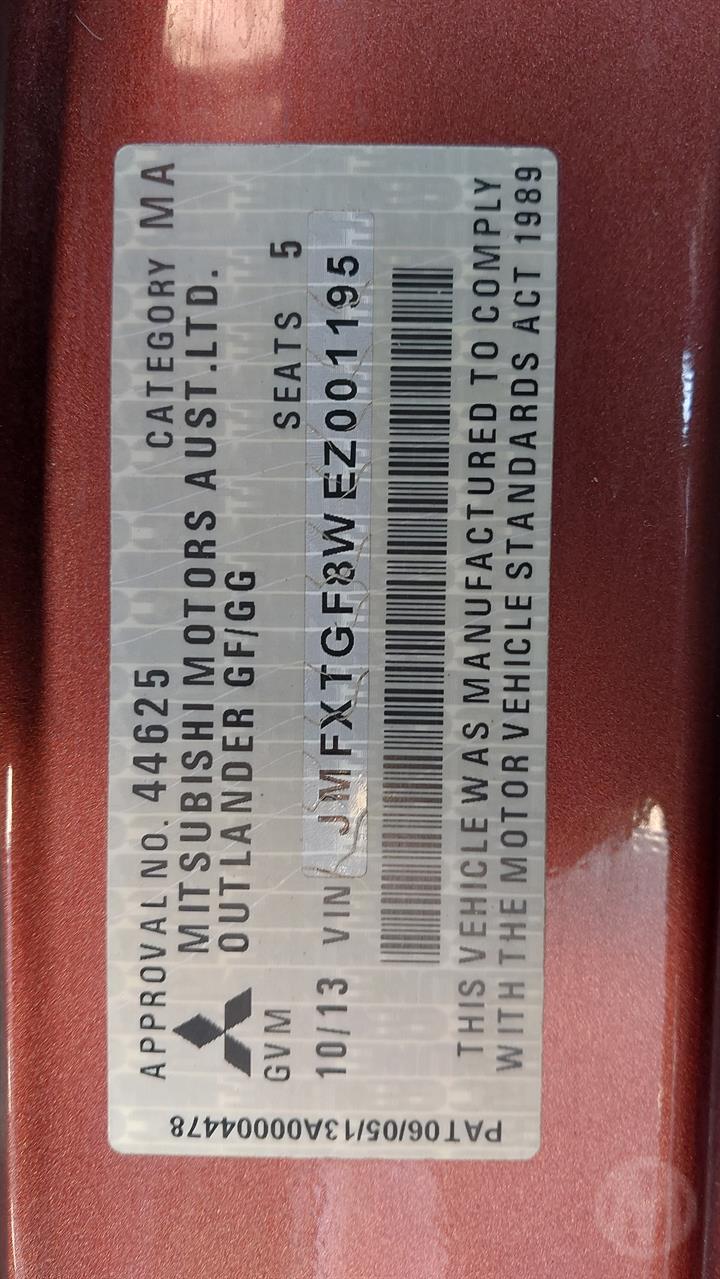 APPROVAL NO. 44625 CATEGORY MA
MITSUBISHI MOTORS AUST.LTD.
OUTLANDER GF/GG
GVM SEATS 5
10/13 VIN JMFXTGF8WEZ001195
THIS VEHICLE WAS MANUFACTURED TO COMPLY
WITH THE MOTOR VEHICLE STANDARDS ACT 1989
PAT06/05/13A00004478